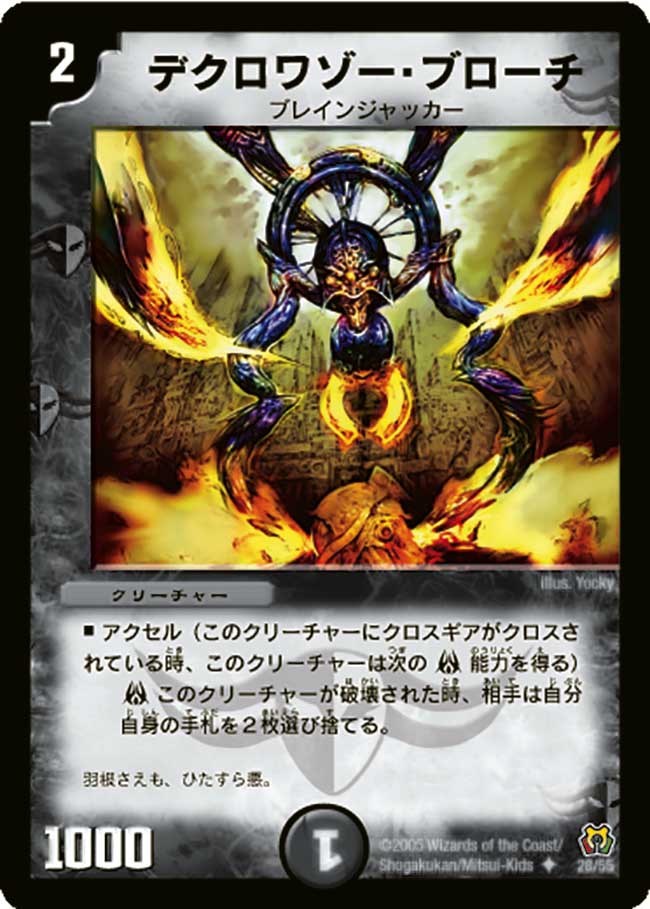 2
デクロワゾー・ブローチ
ブレインジャッカー
illus. Yocky
クリーチャー
■ アクセル（このクリーチャーにクロスギアがクロスさ
れている時、このクリーチャーは次の 能力を得る）
このクリーチャーが破壊された時、相手は自分
自身の手札を２枚選び捨てる。
羽根さえも、ひたすら悪。
1000
1
©2005 Wizards of the Coast/
Shogakukan/Mitsui-Kids
28/55